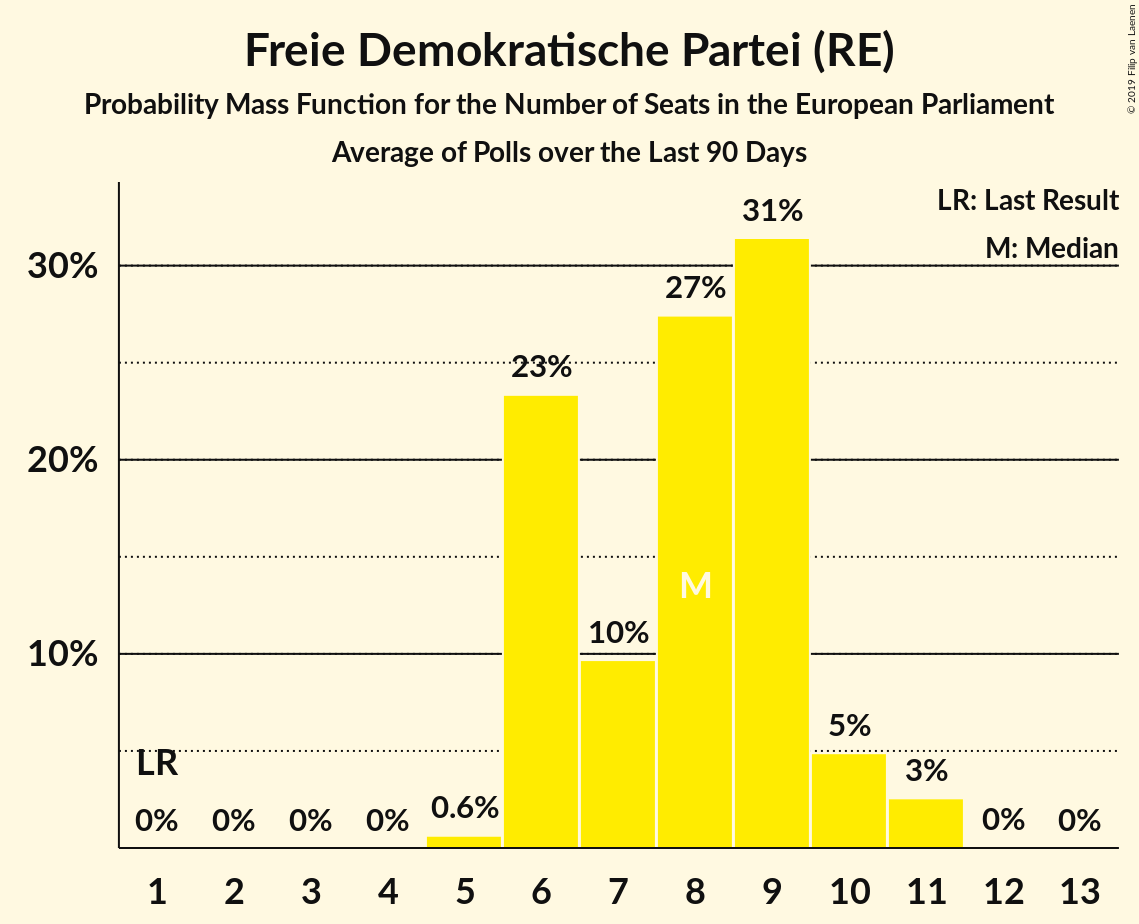 Freie Demokratische Partei (RE)
Probability Mass Function for the Number of Seats in the European Parliament
Average of Polls over the Last 90 Days
© 2019 Filip van Laenen
LR: Last Result
M: Median
31%
30%
27%
23%
20%
M
10%
10%
5%
LR
3%
0.6%
0% 0% 0% 0% 0% 0%
1 2 3 4 5 6 7 8 9 10 11 12 13